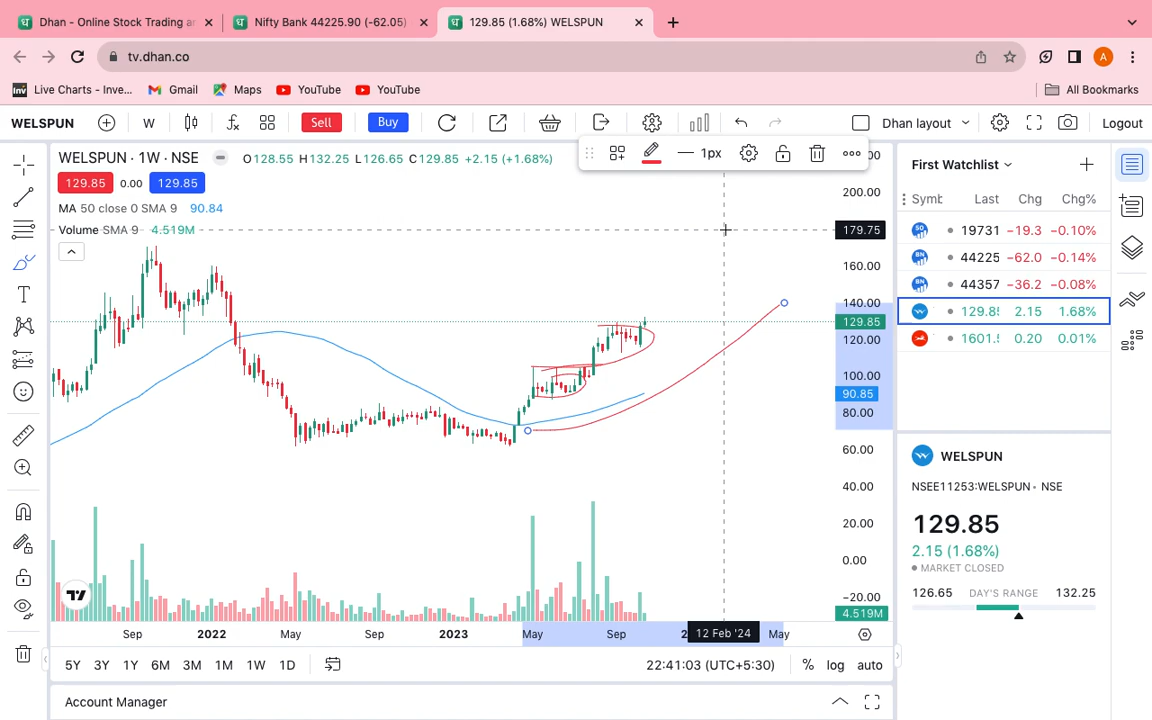 Dhan - Online Stock Trading an
Nifty Bank 44225.90 (-62.05)
129.85 (1.68%) WELSPUN
tv.dhan.co
A
Inv Live Charts - Inve...
Gmail
Maps
YouTube
YouTube
All Bookmarks
WELSPUN
W
Sell
Buy
Dhan layout
Logout
WELSPUN · 1W · NSE
O128.55 H132.25 L126.65 C129.85 +2.15 (+1.68%)
1px
129.85 0.00 129.85
MA 50 close 0 SMA 9 90.84
Volume SMA 9 4.519M
200.00
179.75
160.00
140.00
129.85
120.00
100.00
90.85
80.00
60.00
40.00
20.00
0.00
−20.00
4.519M
Sep 2022 May Sep 2023 May Sep 12 Feb '24 May
5Y 3Y 1Y 6M 3M 1M 1W 1D
22:41:03 (UTC+5:30) % log auto
Account Manager
First Watchlist
Last Chg Chg%
19731 −19.3 −0.10%
44225 −62.0 −0.14%
44357 −36.2 −0.08%
129.8 2.15 1.68%
1601. 0.20 0.01%
WELSPUN
NSEE11253:WELSPUN • NSE
129.85
2.15 (1.68%)
MARKET CLOSED
126.65 DAY'S RANGE 132.25